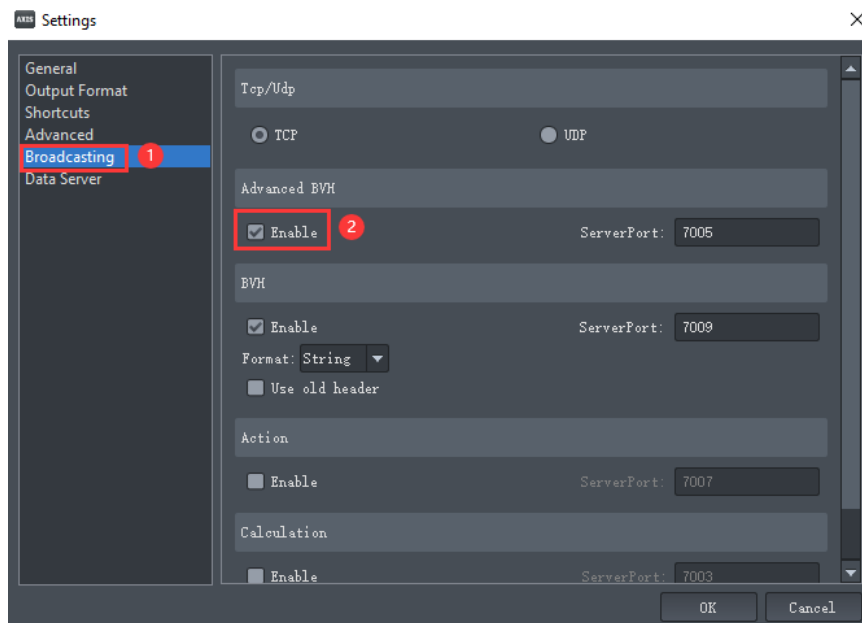 AXIS Settings
General
Output Format
Shortcuts
Advanced
Broadcasting 1
Data Server
Tcp/Udp
TCP UDP
Advanced BVH
Enable 2 ServerPort: 7005
BVH
Enable ServerPort: 7009
Format: String
Use old header
Action
Enable ServerPort: 7007
Calculation
Enable ServerPort: 7003
OK Cancel